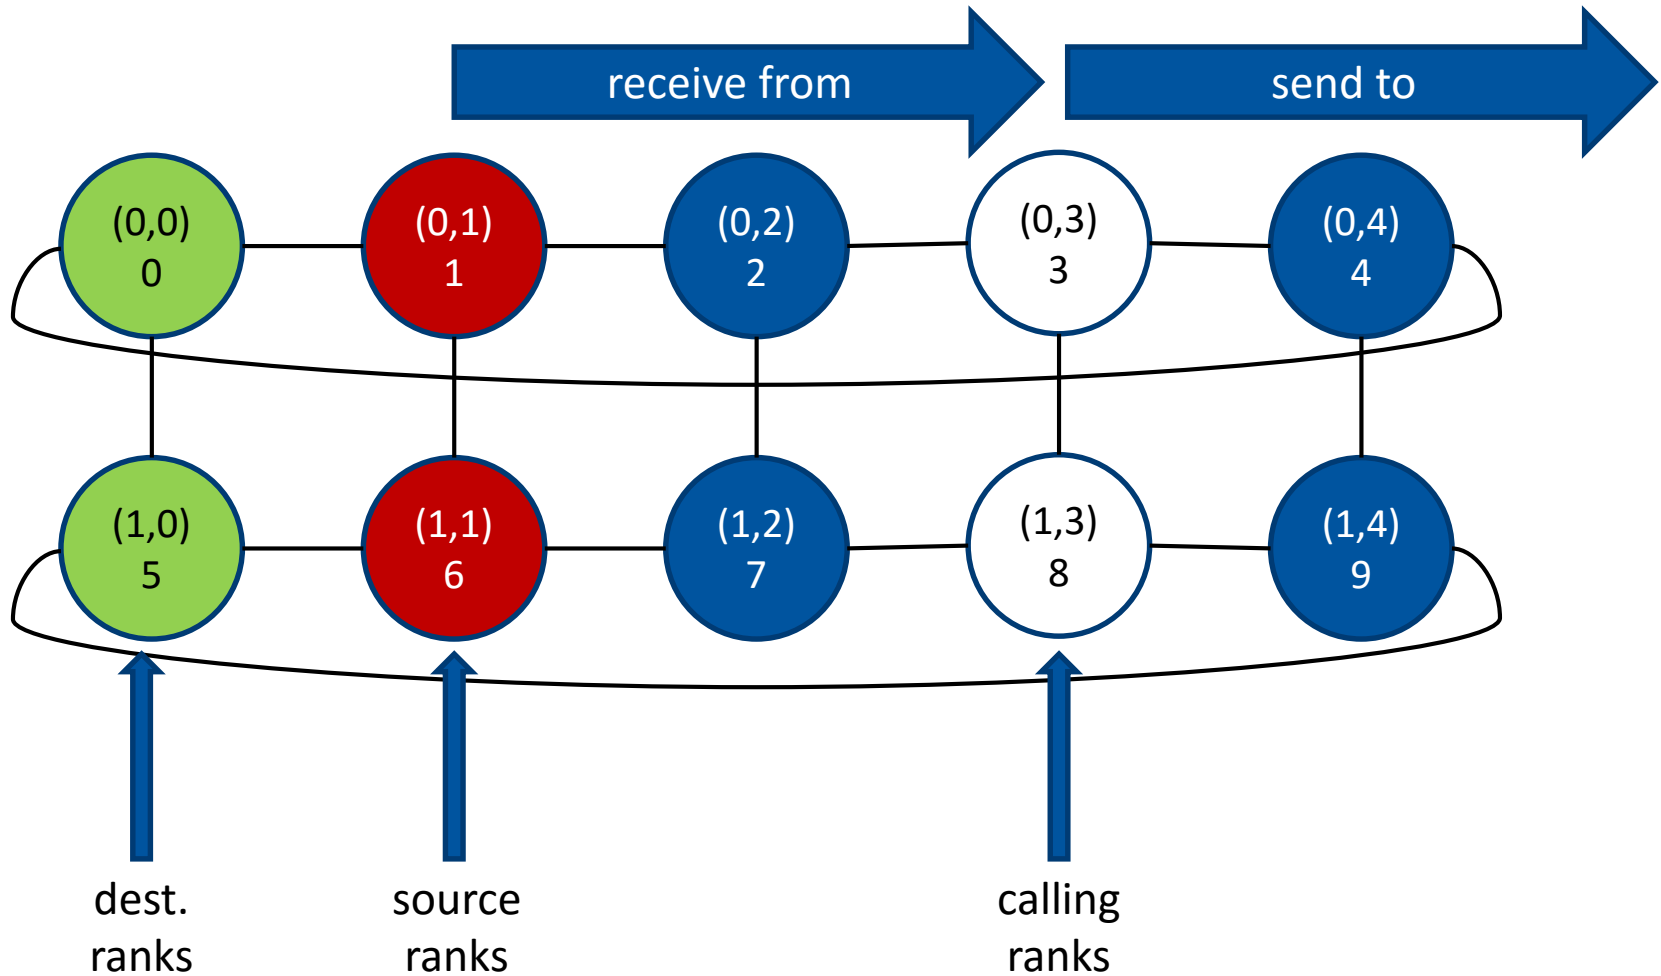 receive from
send to
(0,0)
0
(0,1)
1
(0,2)
2
(0,3)
3
(0,4)
4
(1,0)
5
(1,1)
6
(1,2)
7
(1,3)
8
(1,4)
9
dest.
ranks
source
ranks
calling
ranks